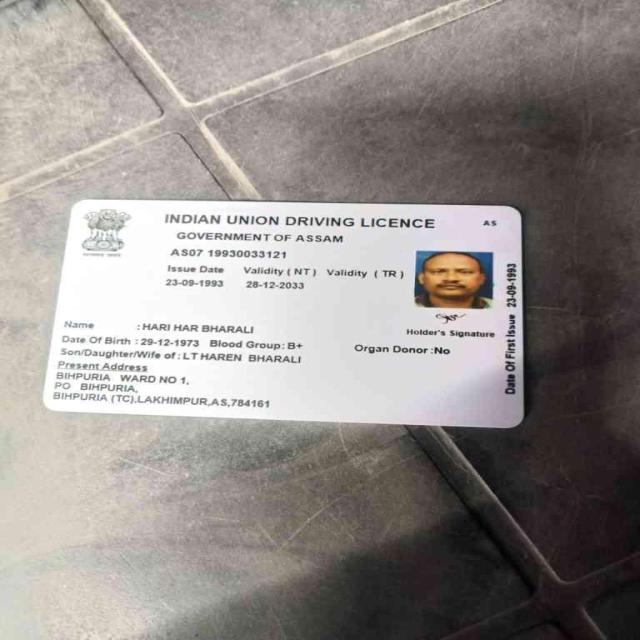 INDIAN UNION DRIVING LICENCE
AS
GOVERNMENT OF ASSAM
AS07 19930033121
Issue Date Validity ( NT ) Validity ( TR )
23-09-1993 28-12-2033
Holder's Signature
Date Of First Issue 23-09-1993
Name : HARI HAR BHARALI
Date Of Birth : 29-12-1973 Blood Group: B+
Organ Donor :No
Son/Daughter/Wife of : LT HAREN BHARALI
Present Address
BIHPURIA WARD NO 1,
PO BIHPURIA,
BIHPURIA (TC),LAKHIMPUR,AS,784161